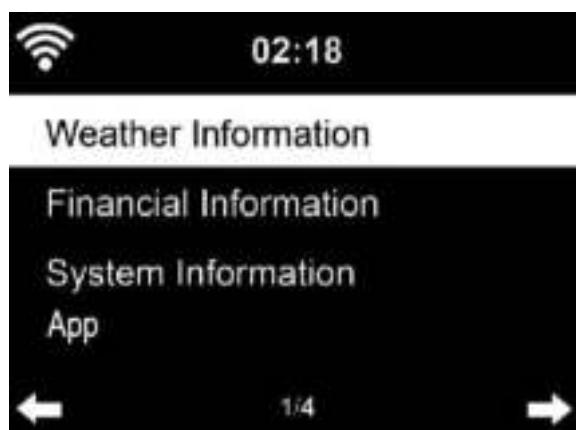 02:18
Weather Information
Financial Information
System Information
App
1/4